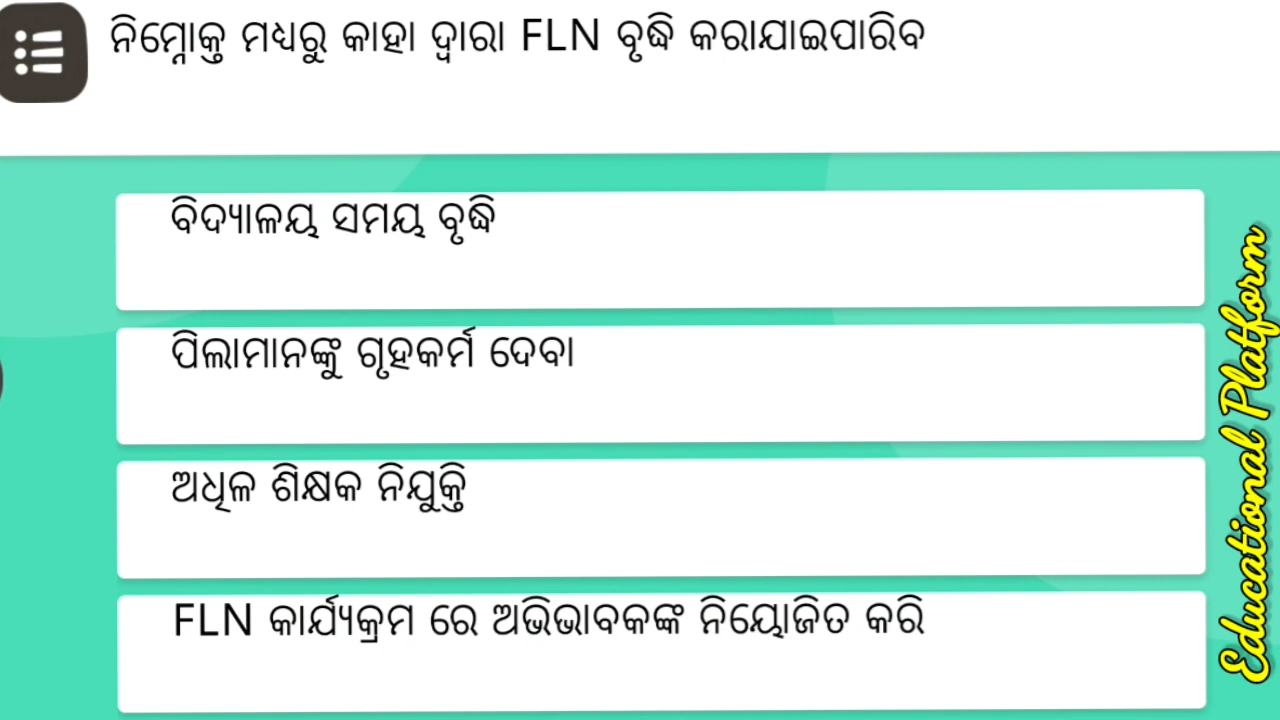 ନିମ୍ନୋକ୍ତ ମଧ୍ୟରୁ କାହା ଦ୍ୱାରା FLN ବୃଦ୍ଧି କରାଯାଇପାରିବ
ବିଦ୍ୟାଳୟ ସମୟ ବୃଦ୍ଧି
ପିଲାମାନଙ୍କୁ ଗୃହକର୍ମ ଦେବା
ଅଧିଳ ଶିକ୍ଷକ ନିଯୁକ୍ତି
FLN କାର୍ଯ୍ୟକ୍ରମ ରେ ଅଭିଭାବକଙ୍କ ନିୟୋଜିତ କରି
Educational Platform